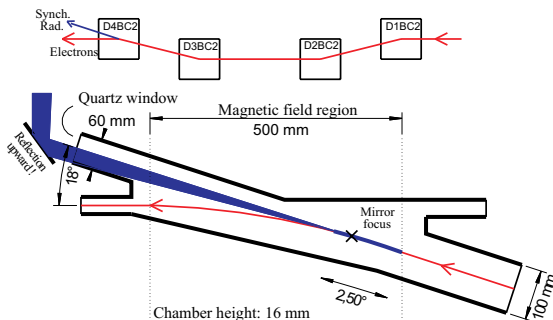 Synch.
Rad.
D4BC2
D3BC2
D2BC2
D1BC2
Electrons
Quartz window
Magnetic field region
500 mm
60 mm
Reflection
upward!
18°
Mirror
focus
2,50°
100 mm
Chamber height: 16 mm